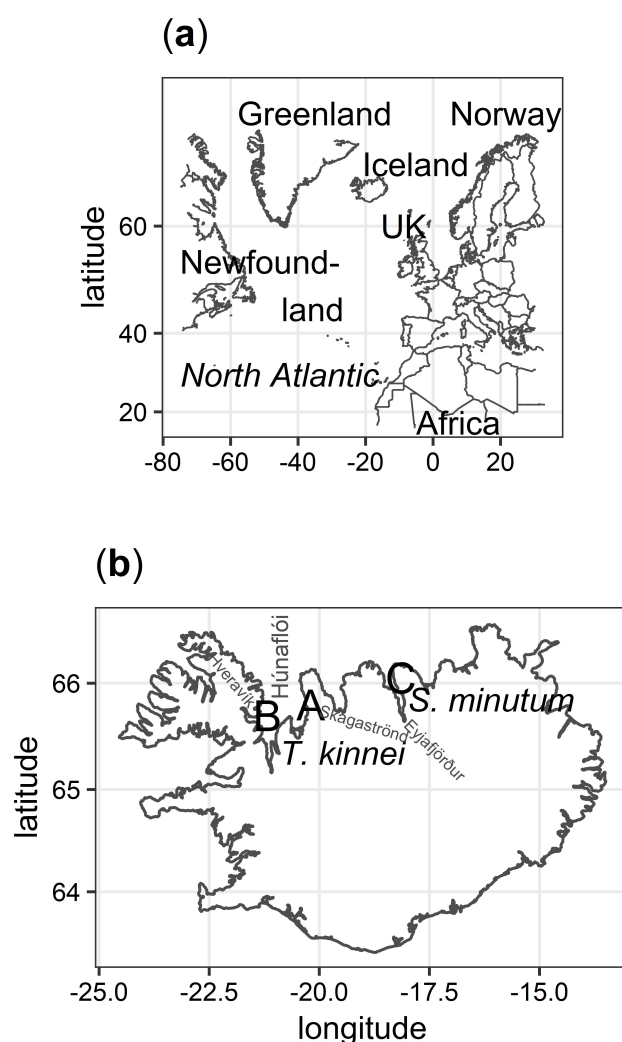 (a)
Greenland
Norway
Iceland
UK
Newfound-
land
North Atlantic
Africa
latitude
60
40
20
-80
-60
-40
-20
0
20
(b)
Húnaflói
Hveravík
B
A
C
S. minutum
Skagaströnd
T. kinnei
Eyjafjörður
latitude
66
65
64
-25.0
-22.5
-20.0
-17.5
-15.0
longitude